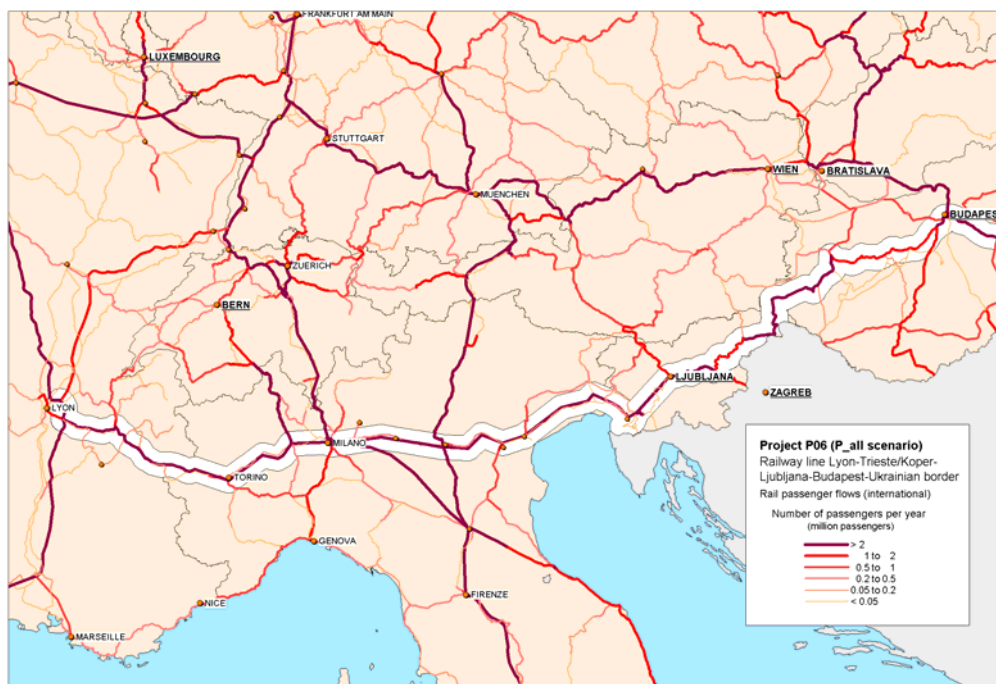 FRANKFURT AM MAIN
LUXEMBOURG
STUTTGART
WIEN
BRATISLAVA
MUENCHEN
BUDAPES
ZUERICH
BERN
LJUBLJANA
ZAGREB
LYON
MILANO
TORINO
GENOVA
FIRENZE
NICE
MARSEILLE
Project P06 (P_all scenario)
Railway line Lyon-Trieste/Koper-
Ljubljana-Budapest-Ukrainian border
Rail passenger flows (international)
Number of passengers per year
(million passengers)
> 2
1 to 2
0.5 to 1
0.2 to 0.5
0.05 to 0.2
< 0.05